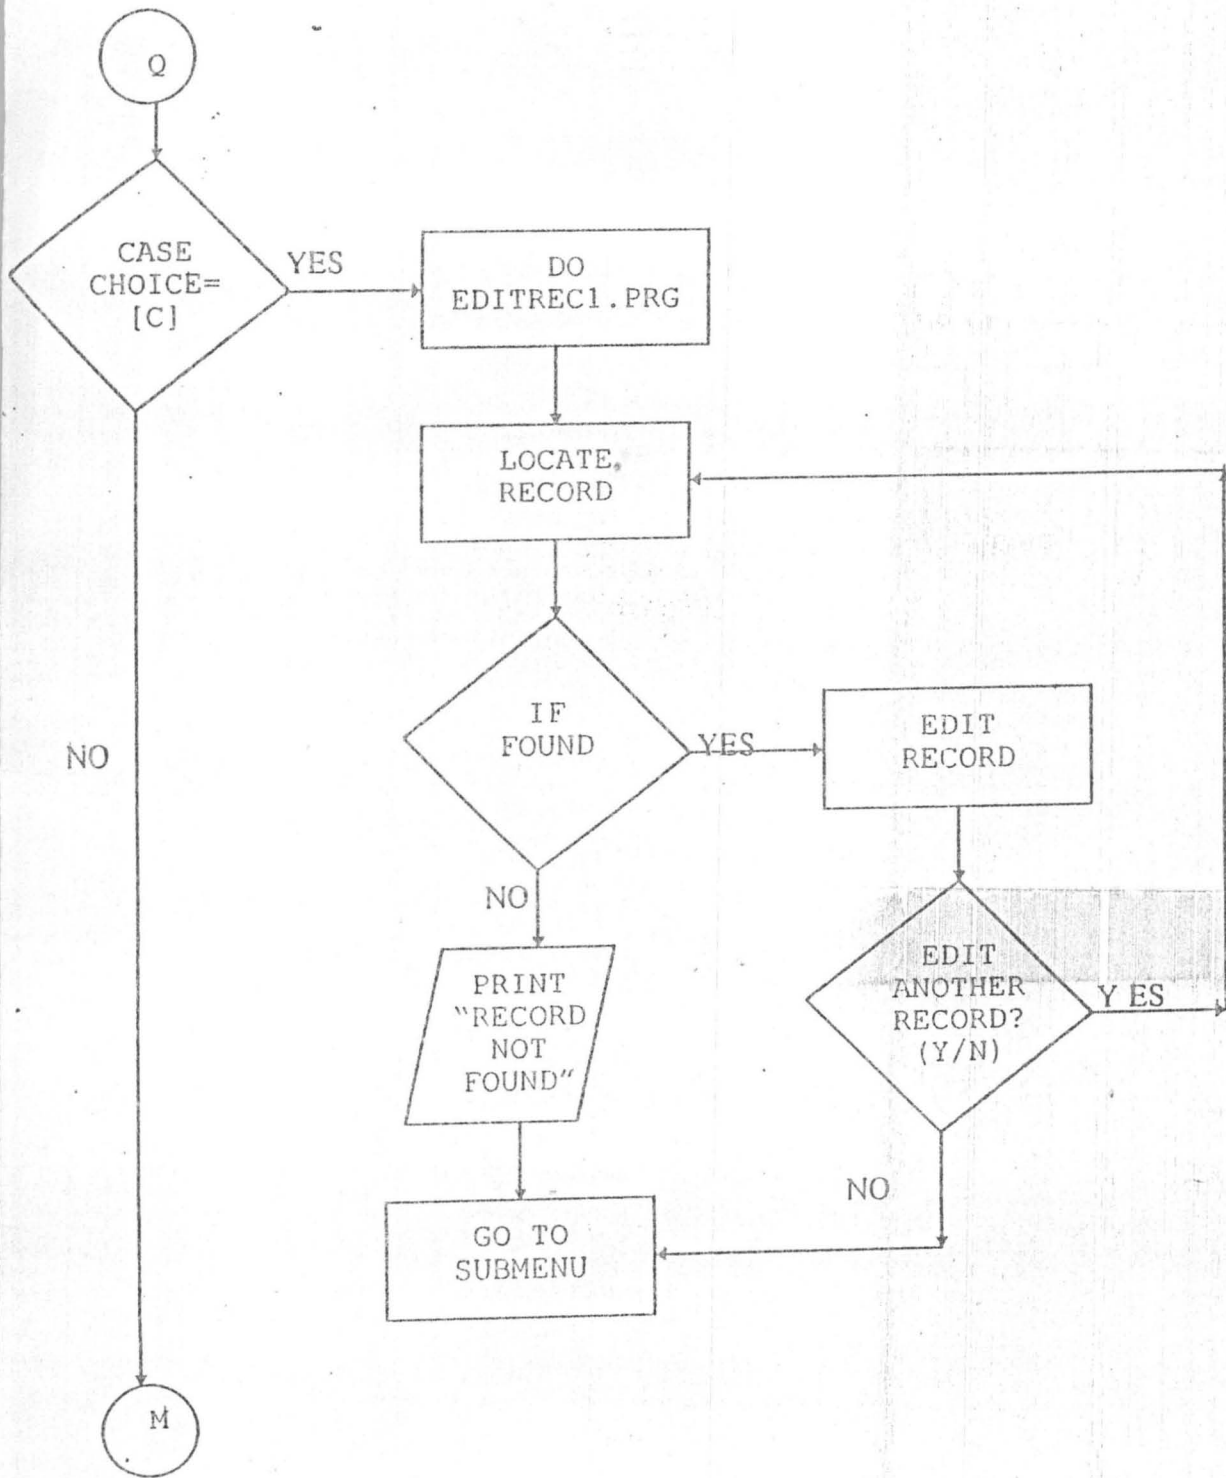 Q
CASE
CHOICE=
[C]
YES
DO
EDITREC1.PRG
LOCATE
RECORD
IF
FOUND
YES
EDIT
RECORD
NO
NO
PRINT
"RECORD
NOT
FOUND"
EDIT
ANOTHER
RECORD?
(Y/N)
Y ES
NO
GO TO
SUBMENU
M